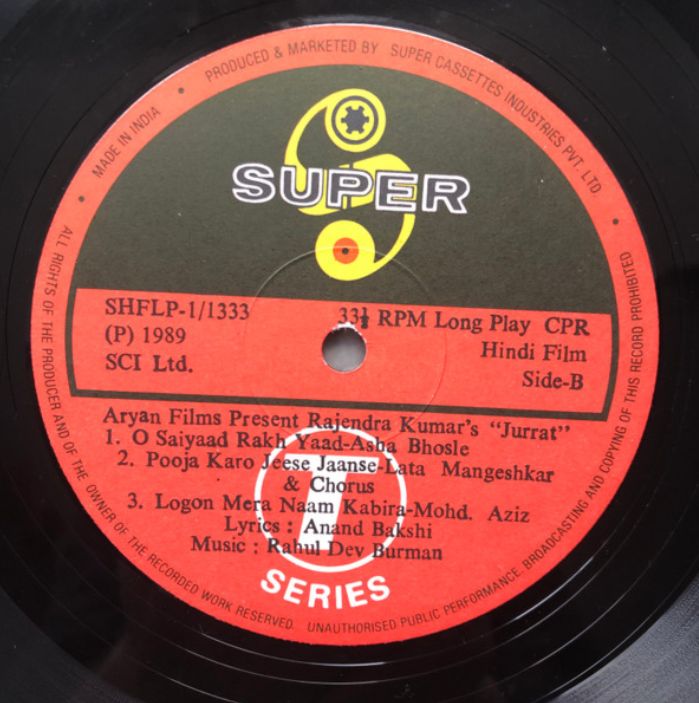 MADE IN INDIA • PRODUCED & MARKETED BY SUPER CASSETTES INDUSTRIES PVT. LTD. •
SUPER
SHFLP-1/1333 33⅓ RPM Long Play CPR
(P) 1989 Hindi Film
SCI Ltd. Side-B
Aryan Films Present Rajendra Kumar's "Jurrat"
1. O Saiyaad Rakh Yaad-Asha Bhosle
2. Pooja Karo Jeese Jaanse-Lata Mangeshkar
& Chorus
3. Logon Mera Naam Kabira-Mohd. Aziz
Lyrics : Anand Bakshi
Music : Rahul Dev Burman
T
SERIES
ALL RIGHTS OF THE PRODUCER AND OF THE OWNER OF THE RECORDED WORK RESERVED. UNAUTHORISED PUBLIC PERFORMANCE, BROADCASTING AND COPYING OF THIS RECORD PROHIBITED